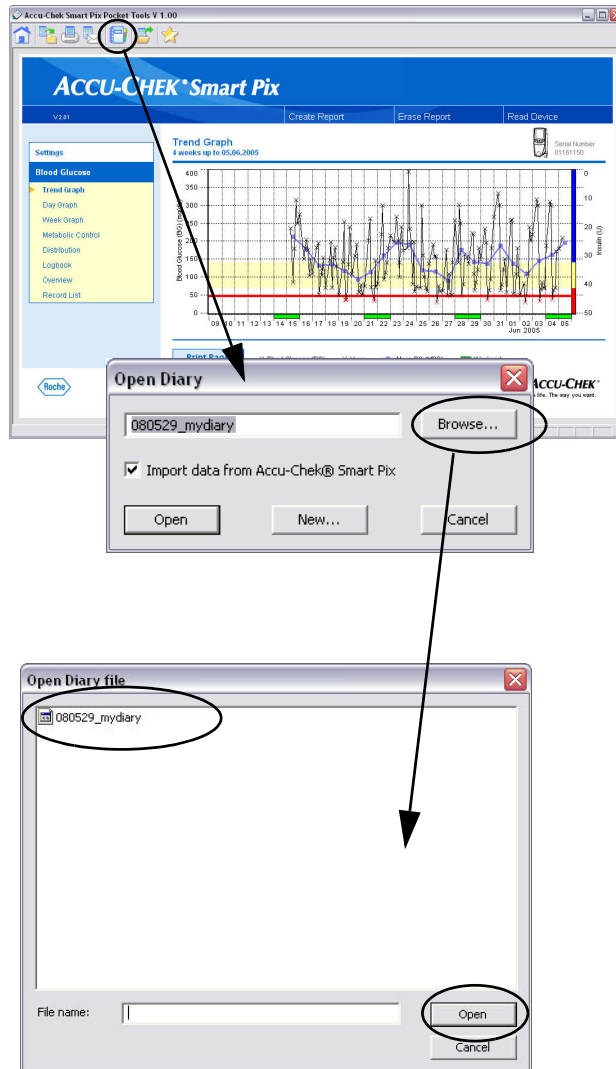 Accu-Chek Smart Pix Pocket Tools V 1.00
ACCU-CHEK® Smart Pix
V2.01
Create Report Erase Report Read Device
Settings
Blood Glucose
Trend Graph
Day Graph
Week Graph
Metabolic Control
Distribution
Logbook
Overview
Record List
Trend Graph
4 weeks up to 05.06.2005
Serial Number
01161150
Blood Glucose (BG) (mg/dL)
400
350
300
250
200
150
100
50
0
0
10
20
30
40
50
Insulin (U)
09 10 11 12 13 14 15 16 17 18 19 20 21 22 23 24 25 26 27 28 29 30 31 01 02 03 04 05
Jun 2005
Roche
ACCU-CHEK®
life. The way you want.
Open Diary
080529_mydiary
Browse...
Import data from Accu-Chek® Smart Pix
Open
New...
Cancel
Open Diary file
080529_mydiary
File name:
Open
Cancel